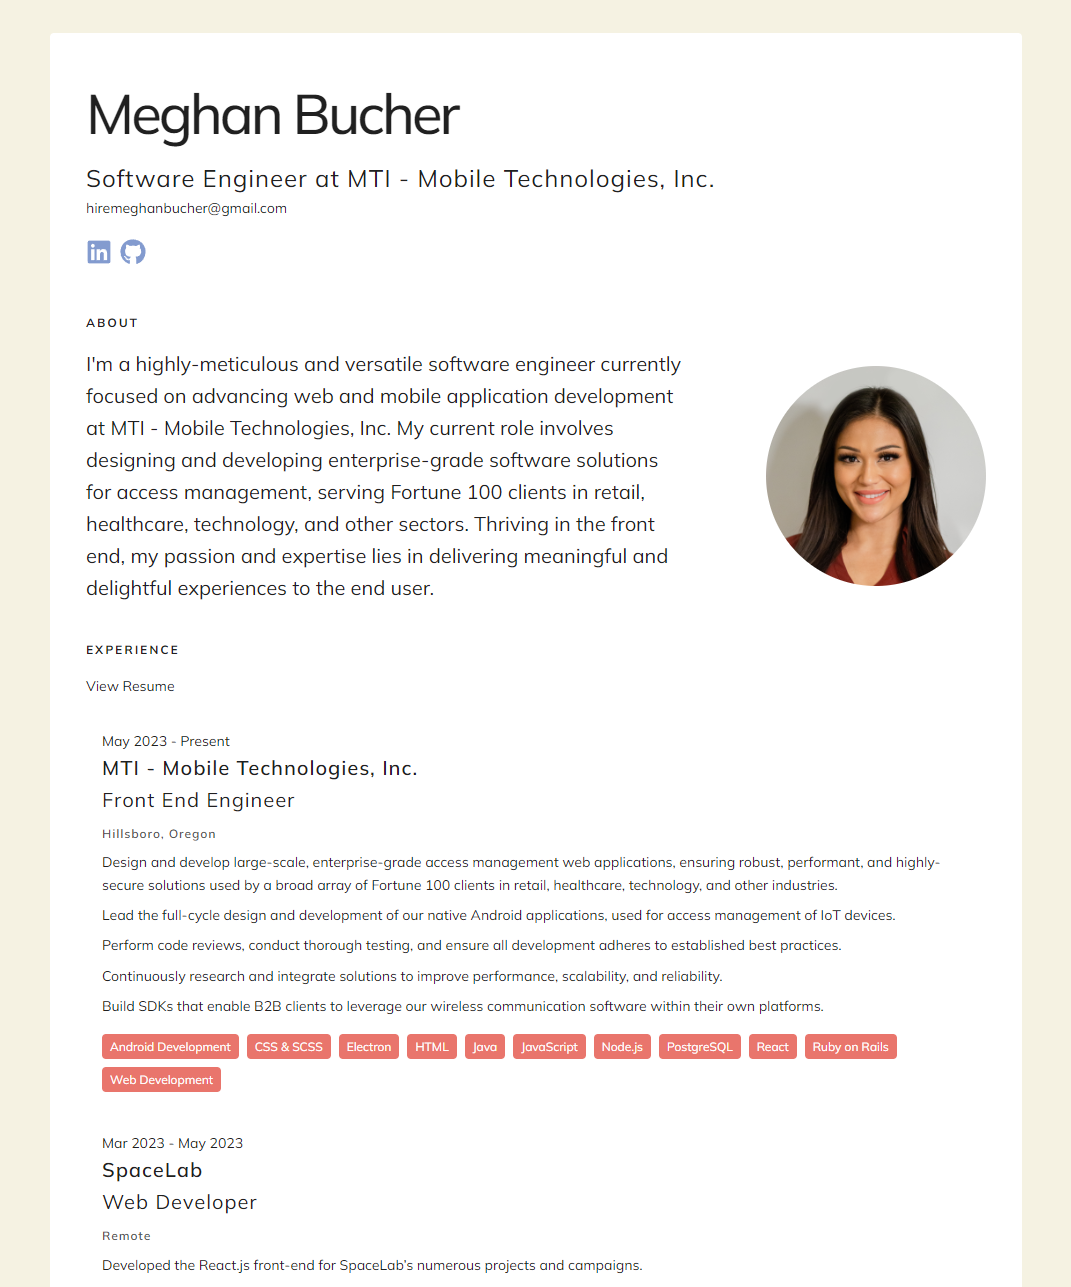 Meghan Bucher
Software Engineer at MTI - Mobile Technologies, Inc.
hiremeghanbucher@gmail.com
in
ABOUT
I'm a highly-meticulous and versatile software engineer currently
focused on advancing web and mobile application development
at MTI - Mobile Technologies, Inc. My current role involves
designing and developing enterprise-grade software solutions
for access management, serving Fortune 100 clients in retail,
healthcare, technology, and other sectors. Thriving in the front
end, my passion and expertise lies in delivering meaningful and
delightful experiences to the end user.
EXPERIENCE
View Resume
May 2023 - Present
MTI - Mobile Technologies, Inc.
Front End Engineer
Hillsboro, Oregon
Design and develop large-scale, enterprise-grade access management web applications, ensuring robust, performant, and highly-
secure solutions used by a broad array of Fortune 100 clients in retail, healthcare, technology, and other industries.
Lead the full-cycle design and development of our native Android applications, used for access management of IoT devices.
Perform code reviews, conduct thorough testing, and ensure all development adheres to established best practices.
Continuously research and integrate solutions to improve performance, scalability, and reliability.
Build SDKs that enable B2B clients to leverage our wireless communication software within their own platforms.
Android Development CSS & SCSS Electron HTML Java JavaScript Node.js PostgreSQL React Ruby on Rails
Web Development
Mar 2023 - May 2023
SpaceLab
Web Developer
Remote
Developed the React.js front-end for SpaceLab's numerous projects and campaigns.